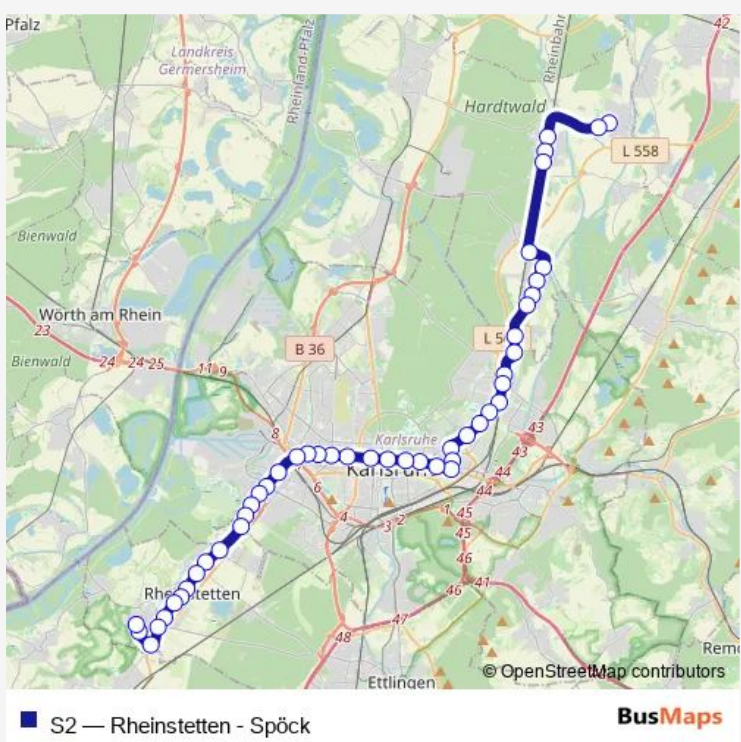 Pfalz
42
Landkreis
Germersheim
Rheinland-Pfalz
Rheinbahn
Hardtwald
L 558
Bienwald
Wörth am Rhein
23
Bienwald
24
24
25
11
9
B 36
8
Karlsruhe
43
43
44
44
6
4
3
2
1
45
45
46
46
41
Rheinstetten
47
48
Ettlingen
© OpenStreetMap contributors
S2 — Rheinstetten - Spöck
BusMaps